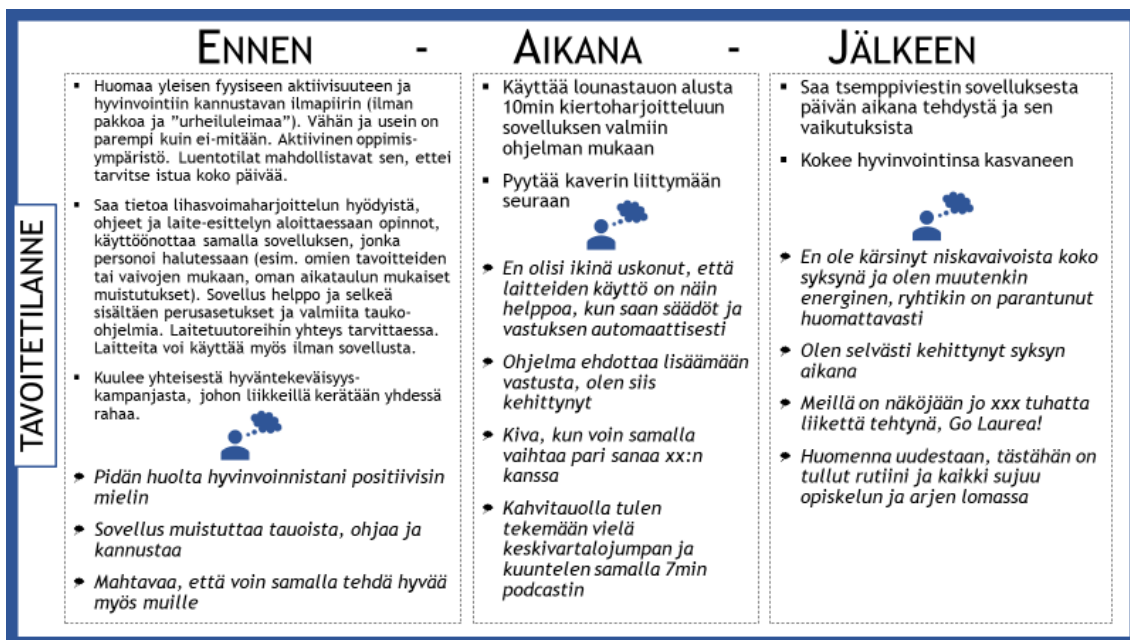 ENNEN - AIKANA - JÄLKEEN
TAVOITETILANNE
▪ Huomaa yleisen fyysiseen aktiivisuuteen ja
hyvinvointiin kannustavan ilmapiirin (ilman
pakkoa ja ”urheiluleimaa”). Vähän ja usein on
parempi kuin ei-mitään. Aktiivinen oppimis-
ympäristö. Luentotilat mahdollistavat sen, ettei
tarvitse istua koko päivää.
▪ Saa tietoa lihasvoimaharjoittelun hyödyistä,
ohjeet ja laite-esittelyn aloittaessaan opinnot,
käyttöönottaa samalla sovelluksen, jonka
personoi halutessaan (esim. omien tavoitteiden
tai vaivojen mukaan, oman aikataulun mukaiset
muistutukset). Sovellus helppo ja selkeä
sisältäen perusasetukset ja valmiita tauko-
ohjelmia. Laitetuutoreihin yhteys tarvittaessa.
Laitteita voi käyttää myös ilman sovellusta.
▪ Kuulee yhteisestä hyväntekeväisyys-
kampanjasta, johon liikkeillä kerätään yhdessä
rahaa.
Pidän huolta hyvinvoinnistani positiivisin
mielin
Sovellus muistuttaa tauoista, ohjaa ja
kannustaa
Mahtavaa, että voin samalla tehdä hyvää
myös muille
▪ Käyttää lounastauon alusta
10min kiertoharjoitteluun
sovelluksen valmiin
ohjelman mukaan
▪ Pyytää kaverin liittymään
seuraan
En olisi ikinä uskonut, että
laitteiden käyttö on näin
helppoa, kun saan säädöt ja
vastuksen automaattisesti
Ohjelma ehdottaa lisäämään
vastusta, olen siis
kehittynyt
Kiva, kun voin samalla
vaihtaa pari sanaa xx:n
kanssa
Kahvitauolla tulen
tekemään vielä
keskivartalojumpan ja
kuuntelen samalla 7min
podcastin
▪ Saa tsemppiviestin sovelluksesta
päivän aikana tehdystä ja sen
vaikutuksista
▪ Kokee hyvinvointinsa kasvaneen
En ole kärsinyt niskavaivoista koko
syksynä ja olen muutenkin
energinen, ryhtikin on parantunut
huomattavasti
Olen selvästi kehittynyt syksyn
aikana
Meillä on näköjään jo xxx tuhatta
liikettä tehtynä, Go Laurea!
Huomenna uudestaan, tästähän on
tullut rutiini ja kaikki sujuu
opiskelun ja arjen lomassa